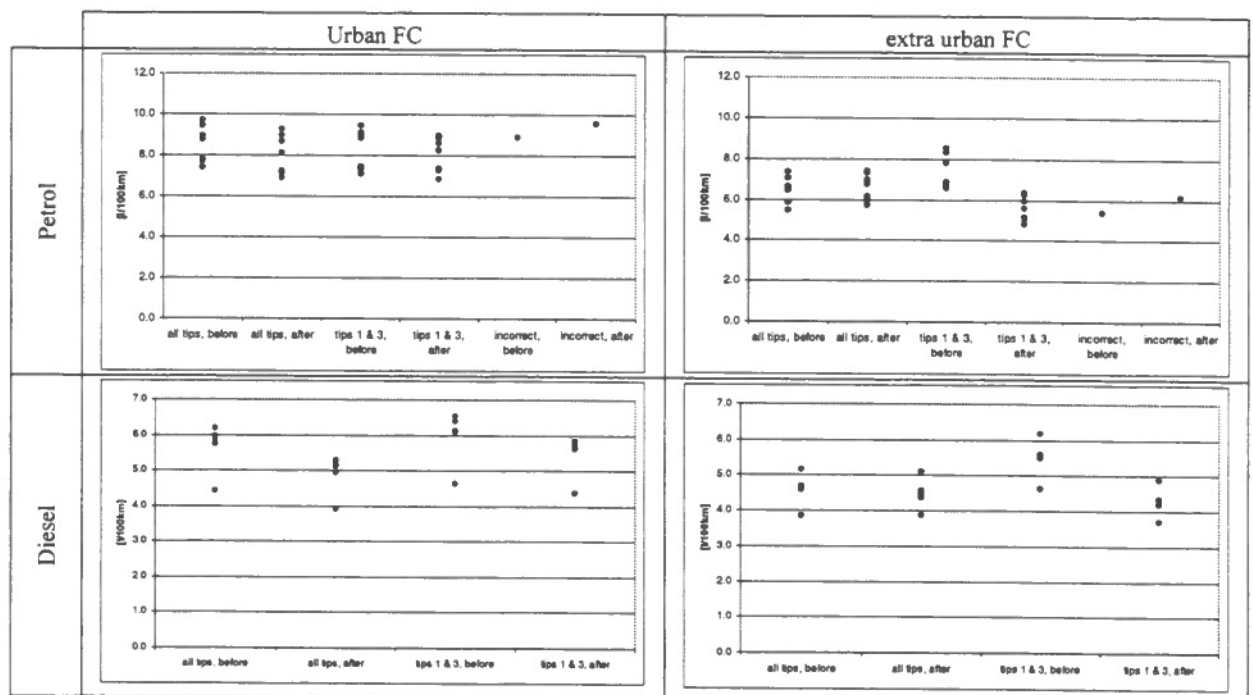 Urban FC
extra urban FC
Petrol
[l/100km]
12.0
10.0
8.0
6.0
4.0
2.0
0.0
all tips, before
all tips, after
tips 1 & 3, before
tips 1 & 3, after
incorrect, before
incorrect, after
[l/100km]
12.0
10.0
8.0
6.0
4.0
2.0
0.0
all tips, before
all tips, after
tips 1 & 3, before
tips 1 & 3, after
incorrect, before
incorrect, after
Diesel
[l/100km]
7.0
6.0
5.0
4.0
3.0
2.0
1.0
0.0
all tips, before
all tips, after
tips 1 & 3, before
tips 1 & 3, after
[l/100km]
7.0
6.0
5.0
4.0
3.0
2.0
1.0
0.0
all tips, before
all tips, after
tips 1 & 3, before
tips 1 & 3, after